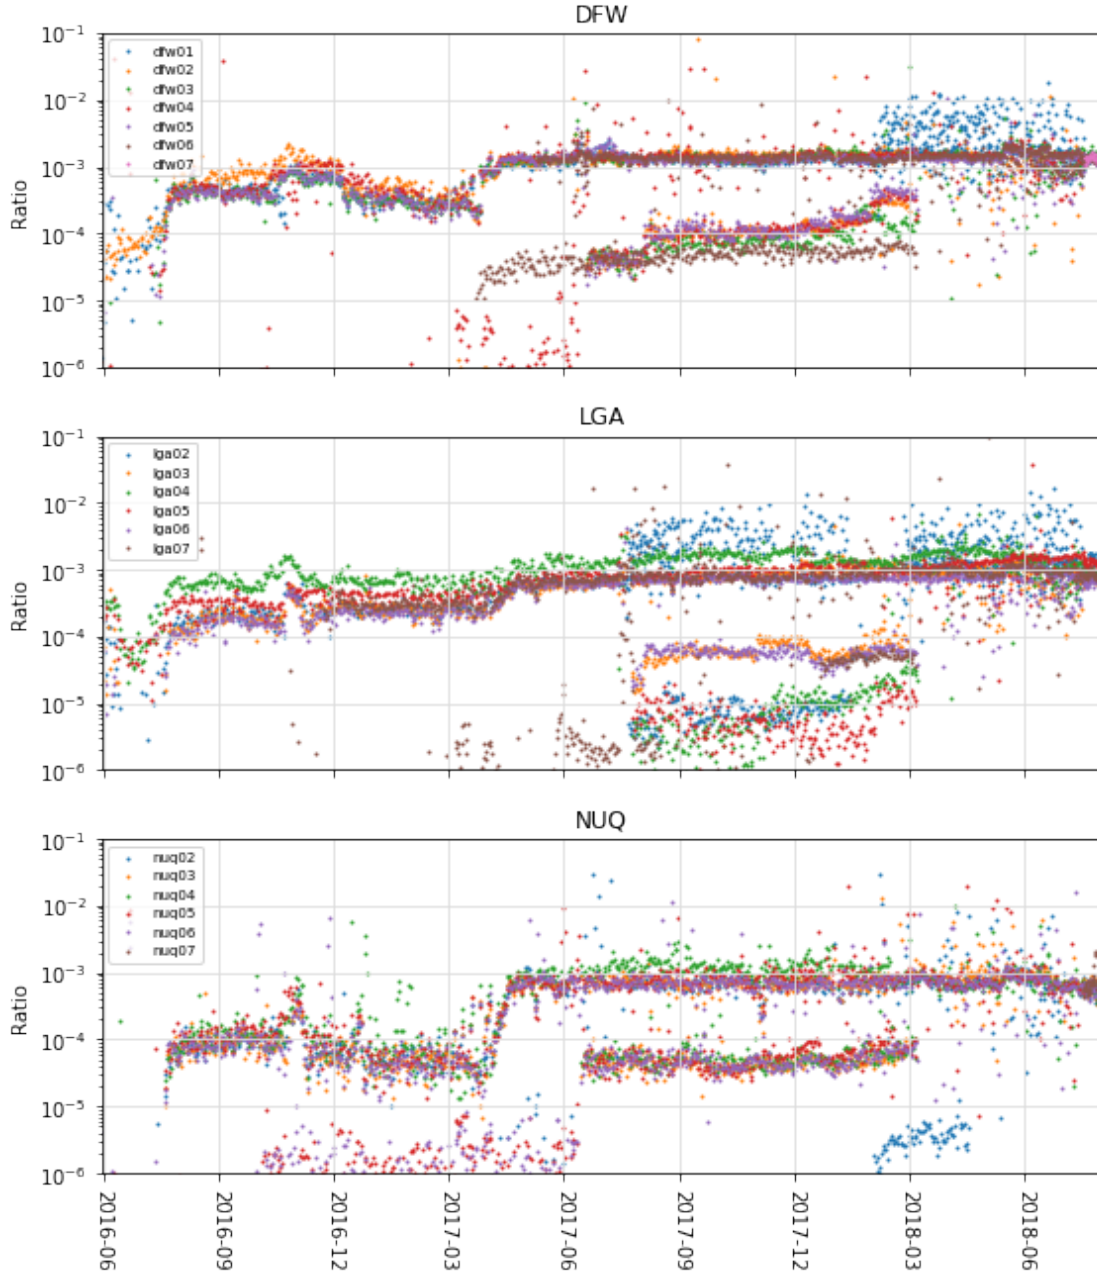 DFW
10⁻¹
10⁻²
10⁻³
10⁻⁴
10⁻⁵
10⁻⁶
Ratio
dfw01
dfw02
dfw03
dfw04
dfw05
dfw06
dfw07
LGA
10⁻¹
10⁻²
10⁻³
10⁻⁴
10⁻⁵
10⁻⁶
Ratio
lga02
lga03
lga04
lga05
lga06
lga07
NUQ
10⁻¹
10⁻²
10⁻³
10⁻⁴
10⁻⁵
10⁻⁶
Ratio
nuq02
nuq03
nuq04
nuq05
nuq06
nuq07
2016-06
2016-09
2016-12
2017-03
2017-06
2017-09
2017-12
2018-03
2018-06